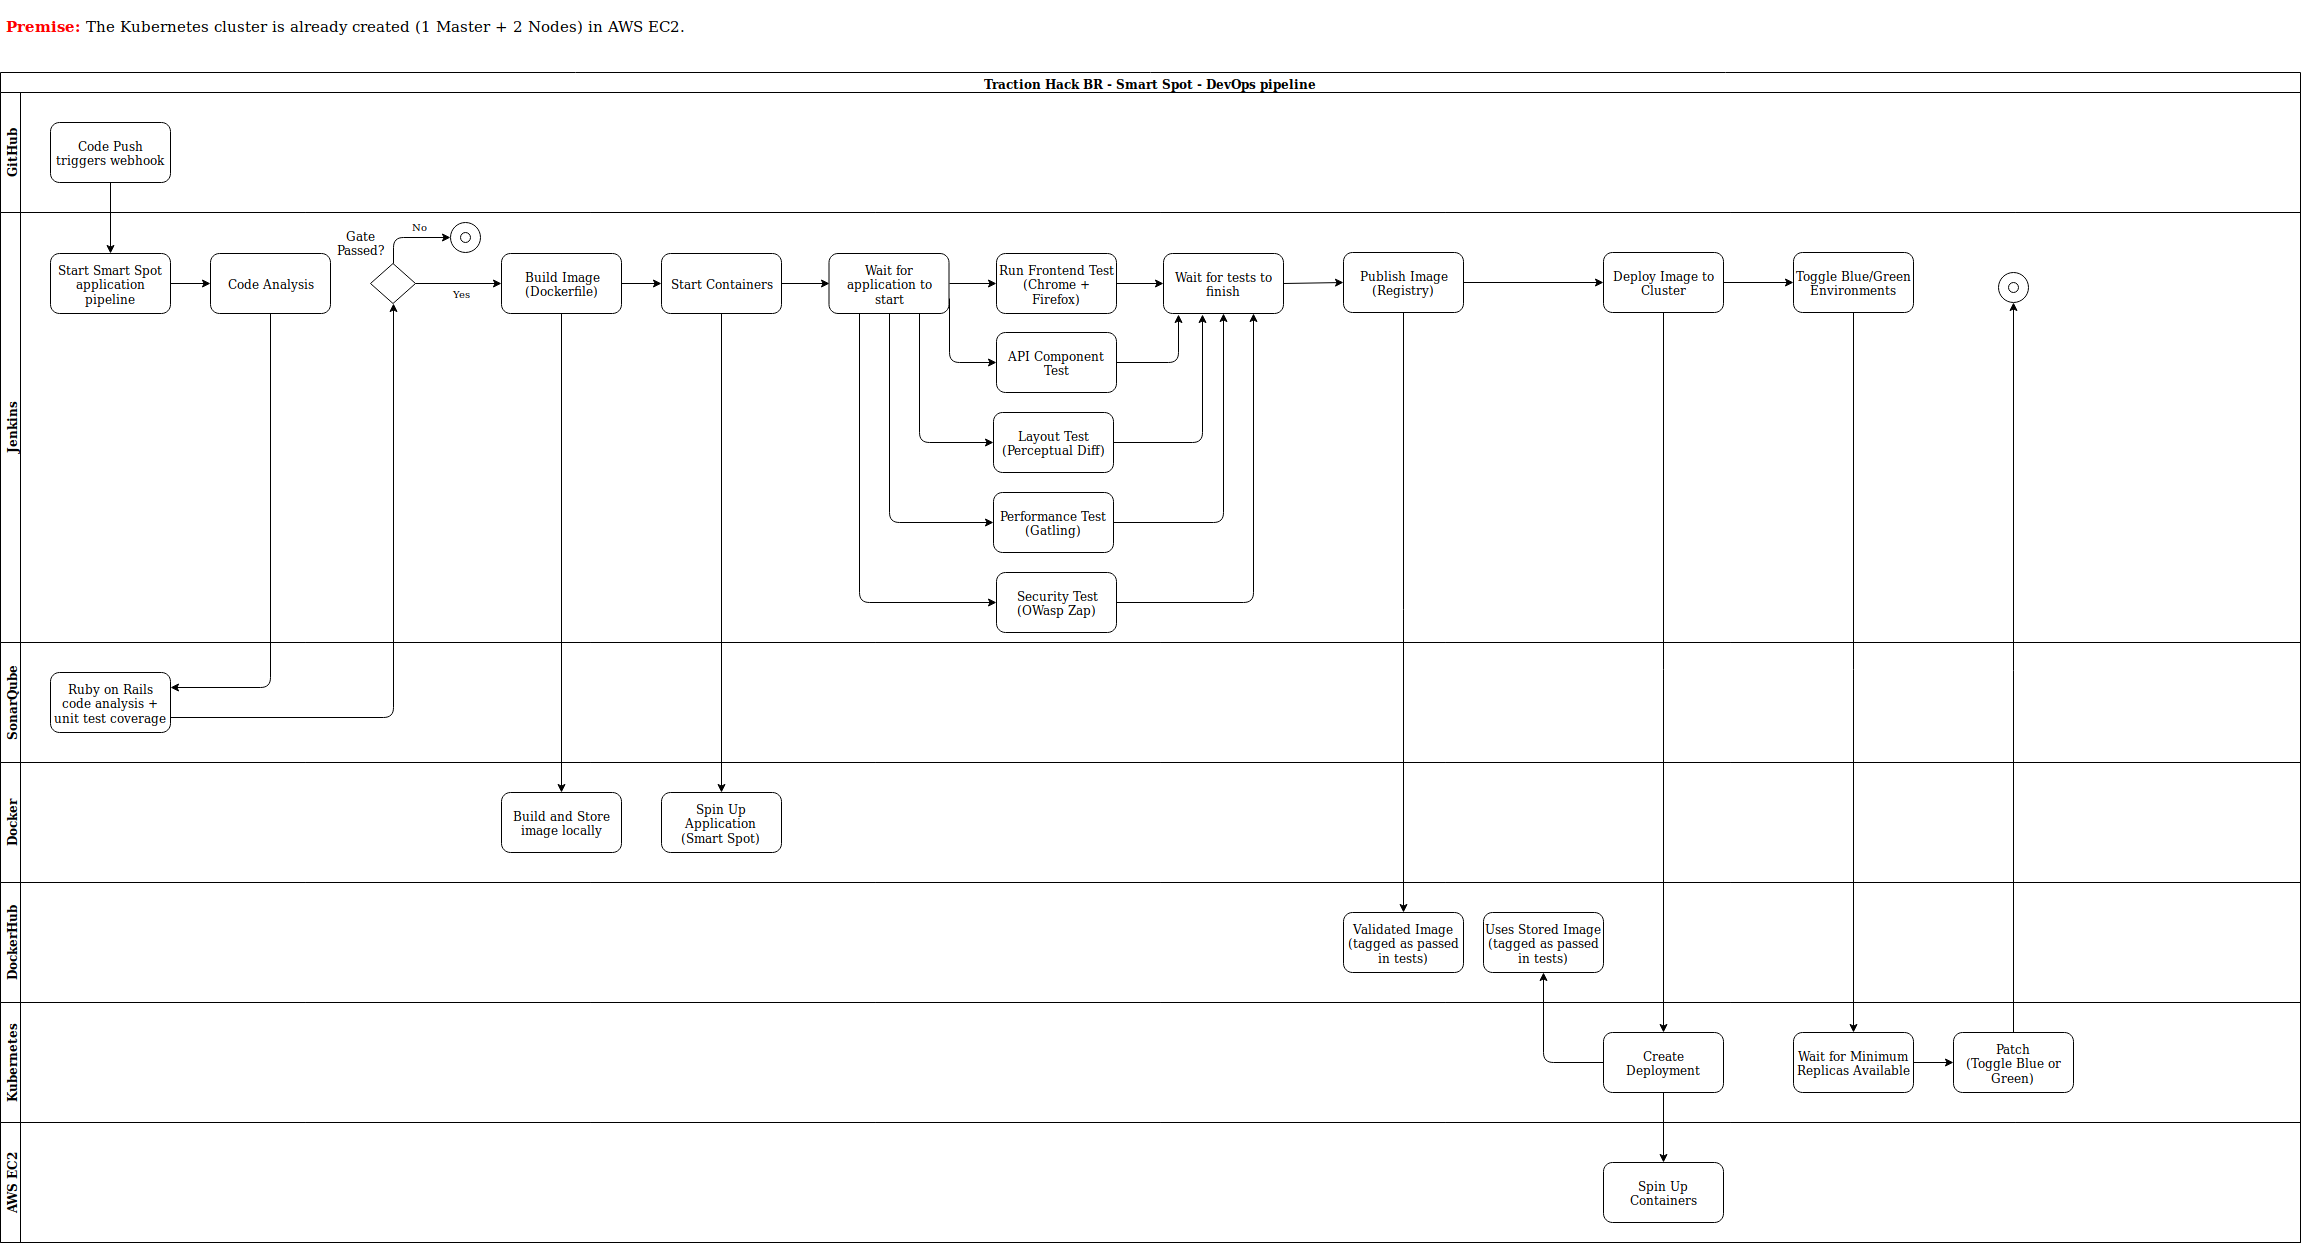 Premise: The Kubernetes cluster is already created (1 Master + 2 Nodes) in AWS EC2.
Traction Hack BR - Smart Spot - DevOps pipeline
GitHub
Code Push
triggers webhook
Jenkins
Start Smart Spot
application
pipeline
Code Analysis
Gate
Passed?
No
Yes
Build Image
(Dockerfile)
Start Containers
Wait for
application to
start
Run Frontend Test
(Chrome +
Firefox)
API Component
Test
Layout Test
(Perceptual Diff)
Performance Test
(Gatling)
Security Test
(OWasp Zap)
Wait for tests to
finish
Publish Image
(Registry)
Deploy Image to
Cluster
Toggle Blue/Green
Environments
SonarQube
Ruby on Rails
code analysis +
unit test coverage
Docker
Build and Store
image locally
Spin Up
Application
(Smart Spot)
DockerHub
Validated Image
(tagged as passed
in tests)
Uses Stored Image
(tagged as passed
in tests)
Kubernetes
Create
Deployment
Wait for Minimum
Replicas Available
Patch
(Toggle Blue or
Green)
AWS EC2
Spin Up
Containers